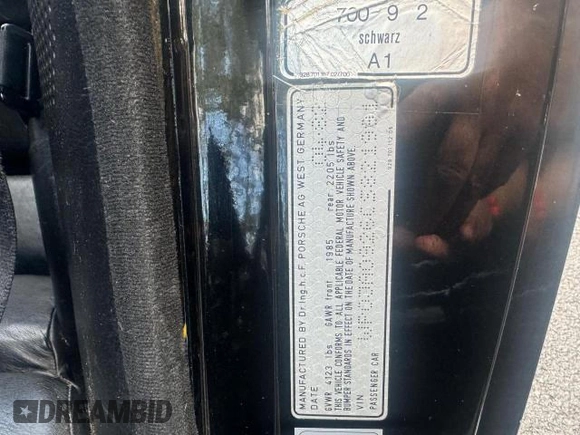 700 9 2
schwarz
A1
MANUFACTURED BY Dr.Ing.h.c.F. PORSCHE AG WEST GERMANY
DATE
GVWR 4123 lbs GAWR front 1985 rear 2205 lbs
THIS VEHICLE CONFORMS TO ALL APPLICABLE FEDERAL MOTOR VEHICLE SAFETY AND
BUMPER STANDARDS IN EFFECT ON THE DATE OF MANUFACTURE SHOWN ABOVE.
VIN
PASSENGER CAR
DREAMBID